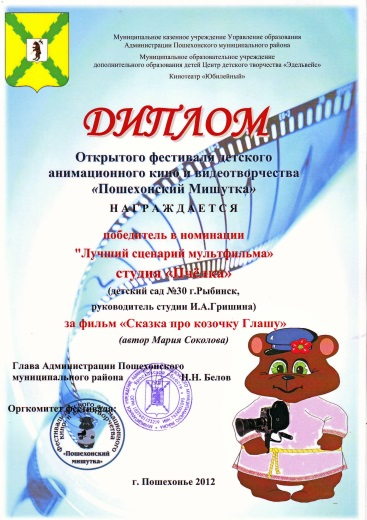 Муниципальное казенное учреждение Управление образования
Администрации Пошехонского муниципального района
Муниципальное образовательное учреждение
дополнительного образования детей Центр детского творчества «Эдельвейс»
Кинотеатр «Юбилейный»
ДИПЛОМ
Открытого фестиваля детского
анимационного кино и видеотворчества
«Пошехонский Мишутка»
НАГРАЖДАЕТСЯ
победитель в номинации
"Лучший сценарий мультфильма»
студия «Пчёлка»
(детский сад №30 г.Рыбинск,
руководитель студии И.А.Гришина)
за фильм «Сказка про козочку Глашу»
(автор Мария Соколова)
Глава Администрации Пошехонского
муниципального района Н.Н. Белов
Оргкомитет фестиваля:
«Пошехонский
мишутка»
г. Пошехонье 2012